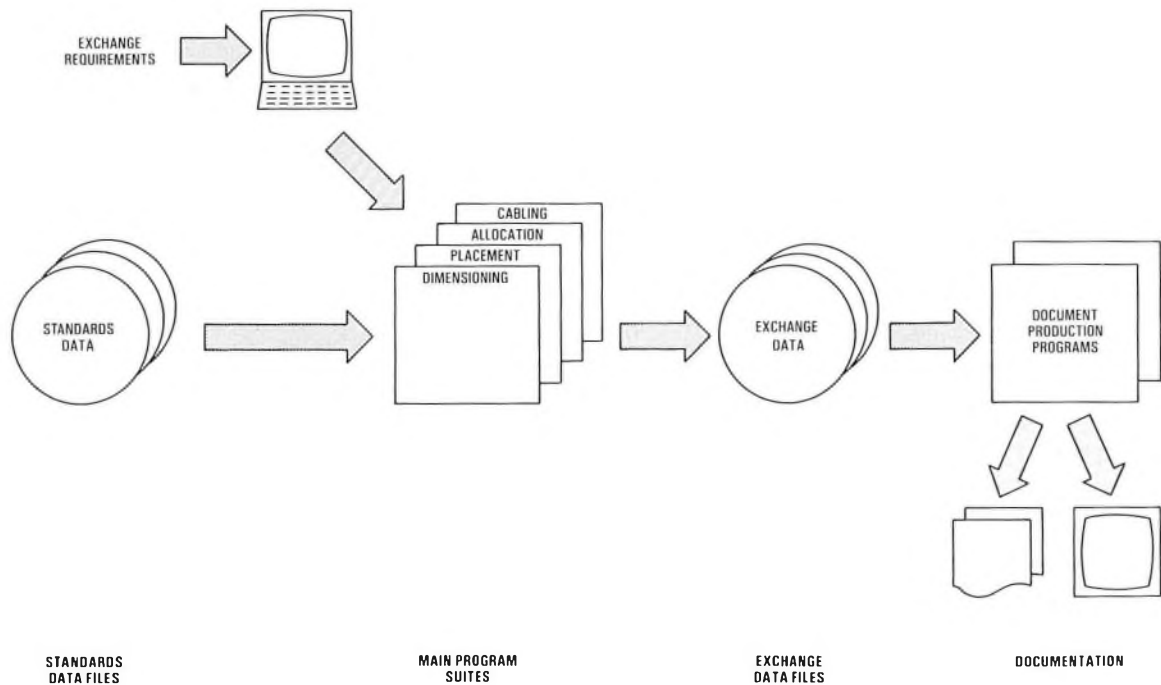 EXCHANGE
REQUIREMENTS
CABLING
ALLOCATION
PLACEMENT
DIMENSIONING
STANDARDS
DATA
EXCHANGE
DATA
DOCUMENT
PRODUCTION
PROGRAMS
STANDARDS
DATA FILES
MAIN PROGRAM
SUITES
EXCHANGE
DATA FILES
DOCUMENTATION